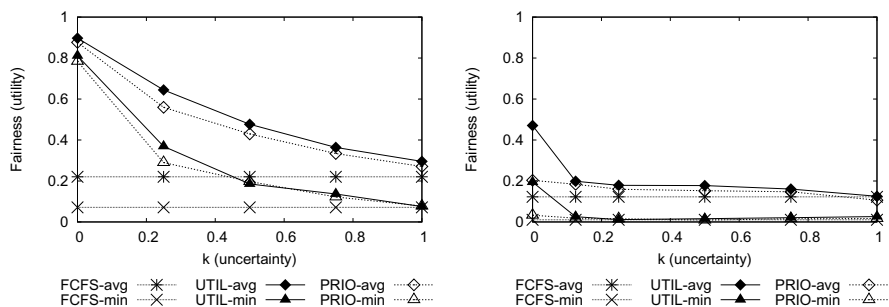 1
0.8
0.6
0.4
0.2
0
Fairness (utility)
0 0.2 0.4 0.6 0.8 1
k (uncertainty)
FCFS-avg UTIL-avg PRIO-avg
FCFS-min UTIL-min PRIO-min
1
0.8
0.6
0.4
0.2
0
Fairness (utility)
0 0.2 0.4 0.6 0.8 1
k (uncertainty)
FCFS-avg UTIL-avg PRIO-avg
FCFS-min UTIL-min PRIO-min